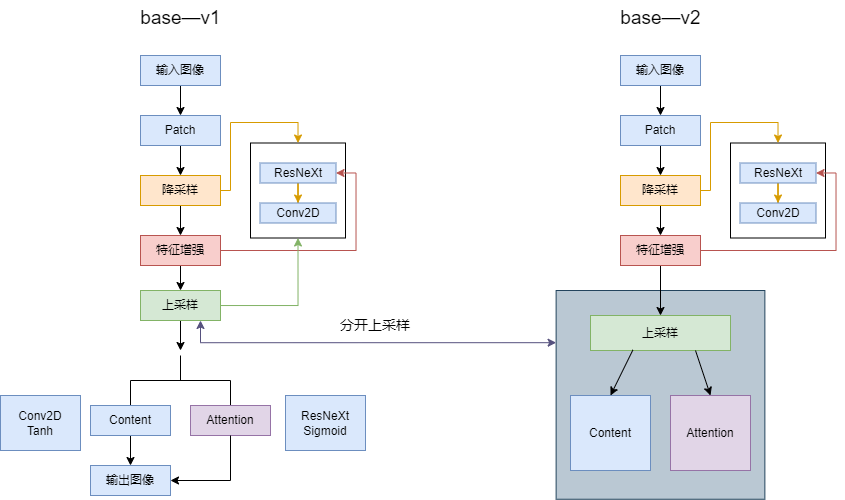 base—v1
输入图像
Patch
降采样
ResNeXt
Conv2D
特征增强
上采样
Conv2D
Tanh
Content
Attention
ResNeXt
Sigmoid
输出图像
分开上采样
base—v2
输入图像
Patch
降采样
ResNeXt
Conv2D
特征增强
上采样
Content
Attention